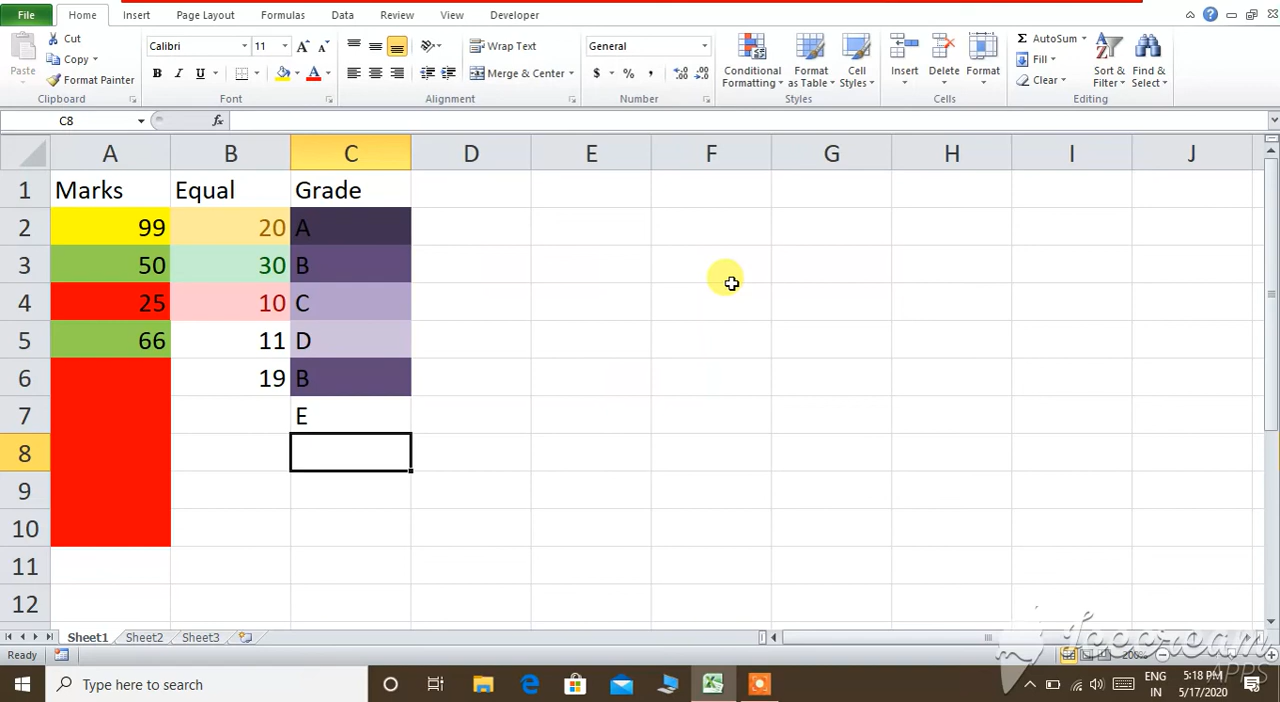 File Home Insert Page Layout Formulas Data Review View Developer
Cut
Copy
Format Painter
Paste
Clipboard
Calibri 11
B I U
Font
Wrap Text
Merge & Center
Alignment
General
$ % ,
Number
Conditional Formatting
Format as Table
Cell Styles
Styles
Insert
Delete
Format
Cells
AutoSum
Fill
Clear
Sort & Filter
Find & Select
Editing
C8 fx
A B C D E F G H I J
1 Marks Equal Grade
2 99 20 A
3 50 30 B
4 25 10 C
5 66 11 D
6 19 B
7 E
8
9
10
11
12
Sheet1 Sheet2 Sheet3
Ready 200%
APPS
Type here to search
ENG IN
5:18 PM
5/17/2020